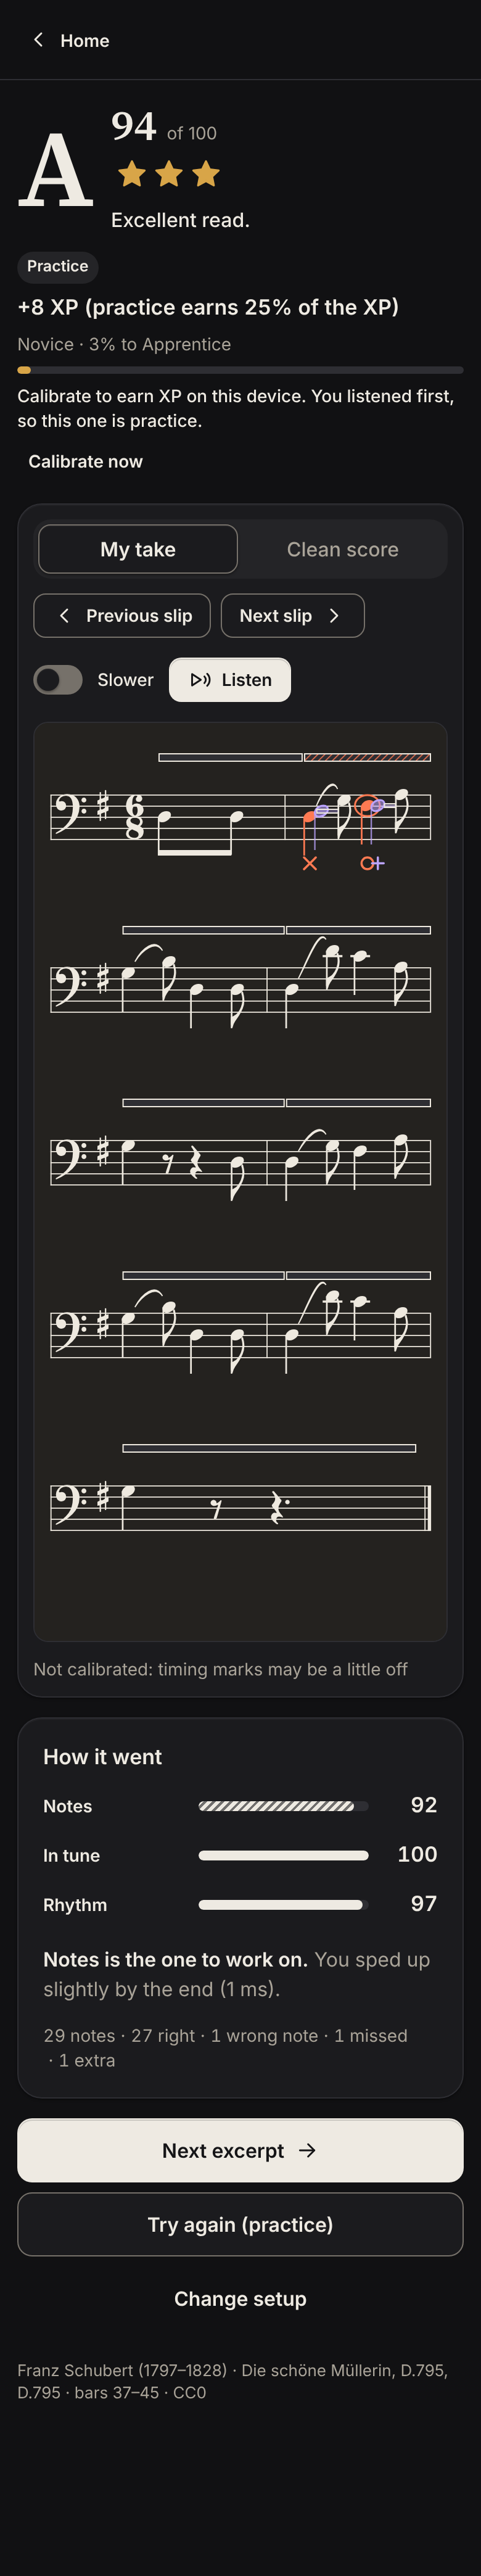 Home
A
94 of 100
Excellent read.
Practice
+8 XP (practice earns 25% of the XP)
Novice · 3% to Apprentice
Calibrate to earn XP on this device. You listened first,
so this one is practice.
Calibrate now
My take
Clean score
Previous slip
Next slip
Slower
Listen
6
8
Not calibrated: timing marks may be a little off
How it went
Notes 92
In tune 100
Rhythm 97
Notes is the one to work on. You sped up
slightly by the end (1 ms).
29 notes · 27 right · 1 wrong note · 1 missed
· 1 extra
Next excerpt
Try again (practice)
Change setup
Franz Schubert (1797–1828) · Die schöne Müllerin, D.795,
D.795 · bars 37–45 · CC0